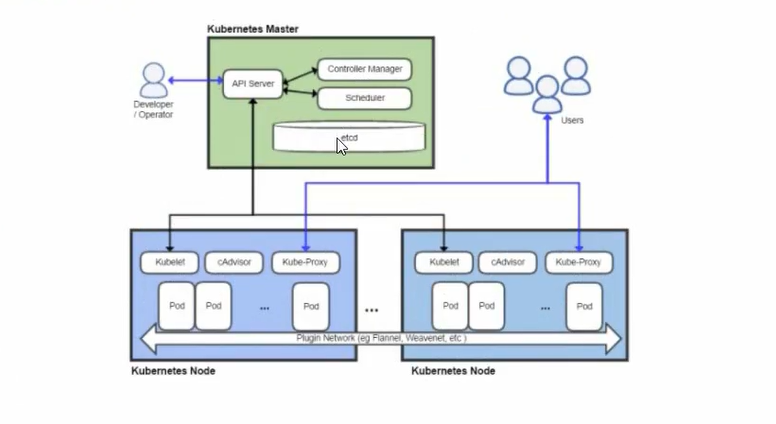 Kubernetes Master
API Server
Controller Manager
Scheduler
etcd
Developer
/ Operator
Users
Kubelet
cAdvisor
Kube-Proxy
Pod
Pod
...
Pod
...
Kubelet
cAdvisor
Kube-Proxy
Pod
Pod
...
Pod
Plugin Network (eg Flannel, Weavenet, etc )
Kubernetes Node
Kubernetes Node